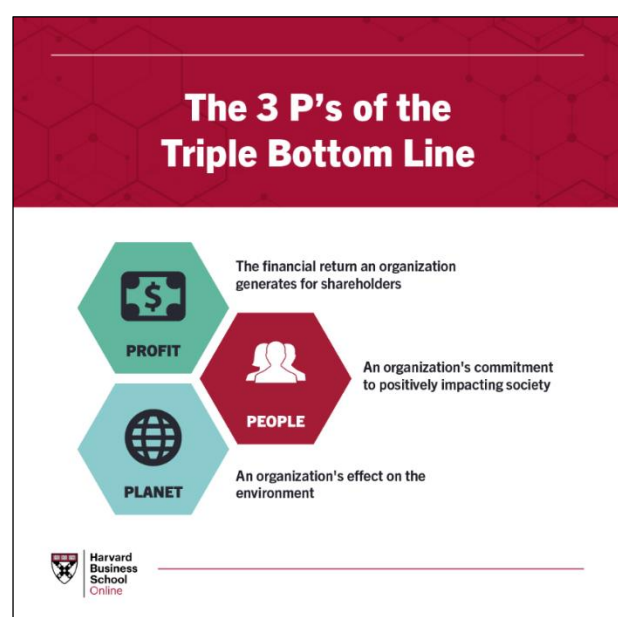 The 3 P's of the
Triple Bottom Line
$
PROFIT
The financial return an organization
generates for shareholders
PEOPLE
An organization's commitment
to positively impacting society
PLANET
An organization's effect on the
environment
Harvard
Business
School
Online